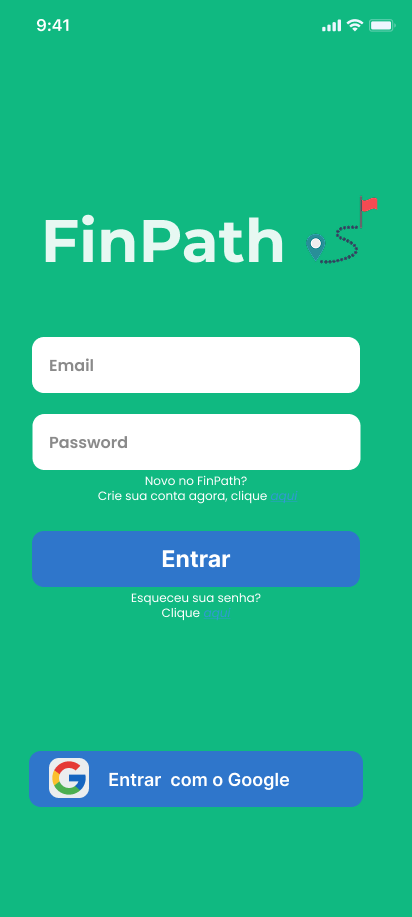 9:41
FinPath
Email
Password
Novo no FinPath?
Crie sua conta agora, clique aqui
Entrar
Esqueceu sua senha?
Clique aqui
Entrar com o Google